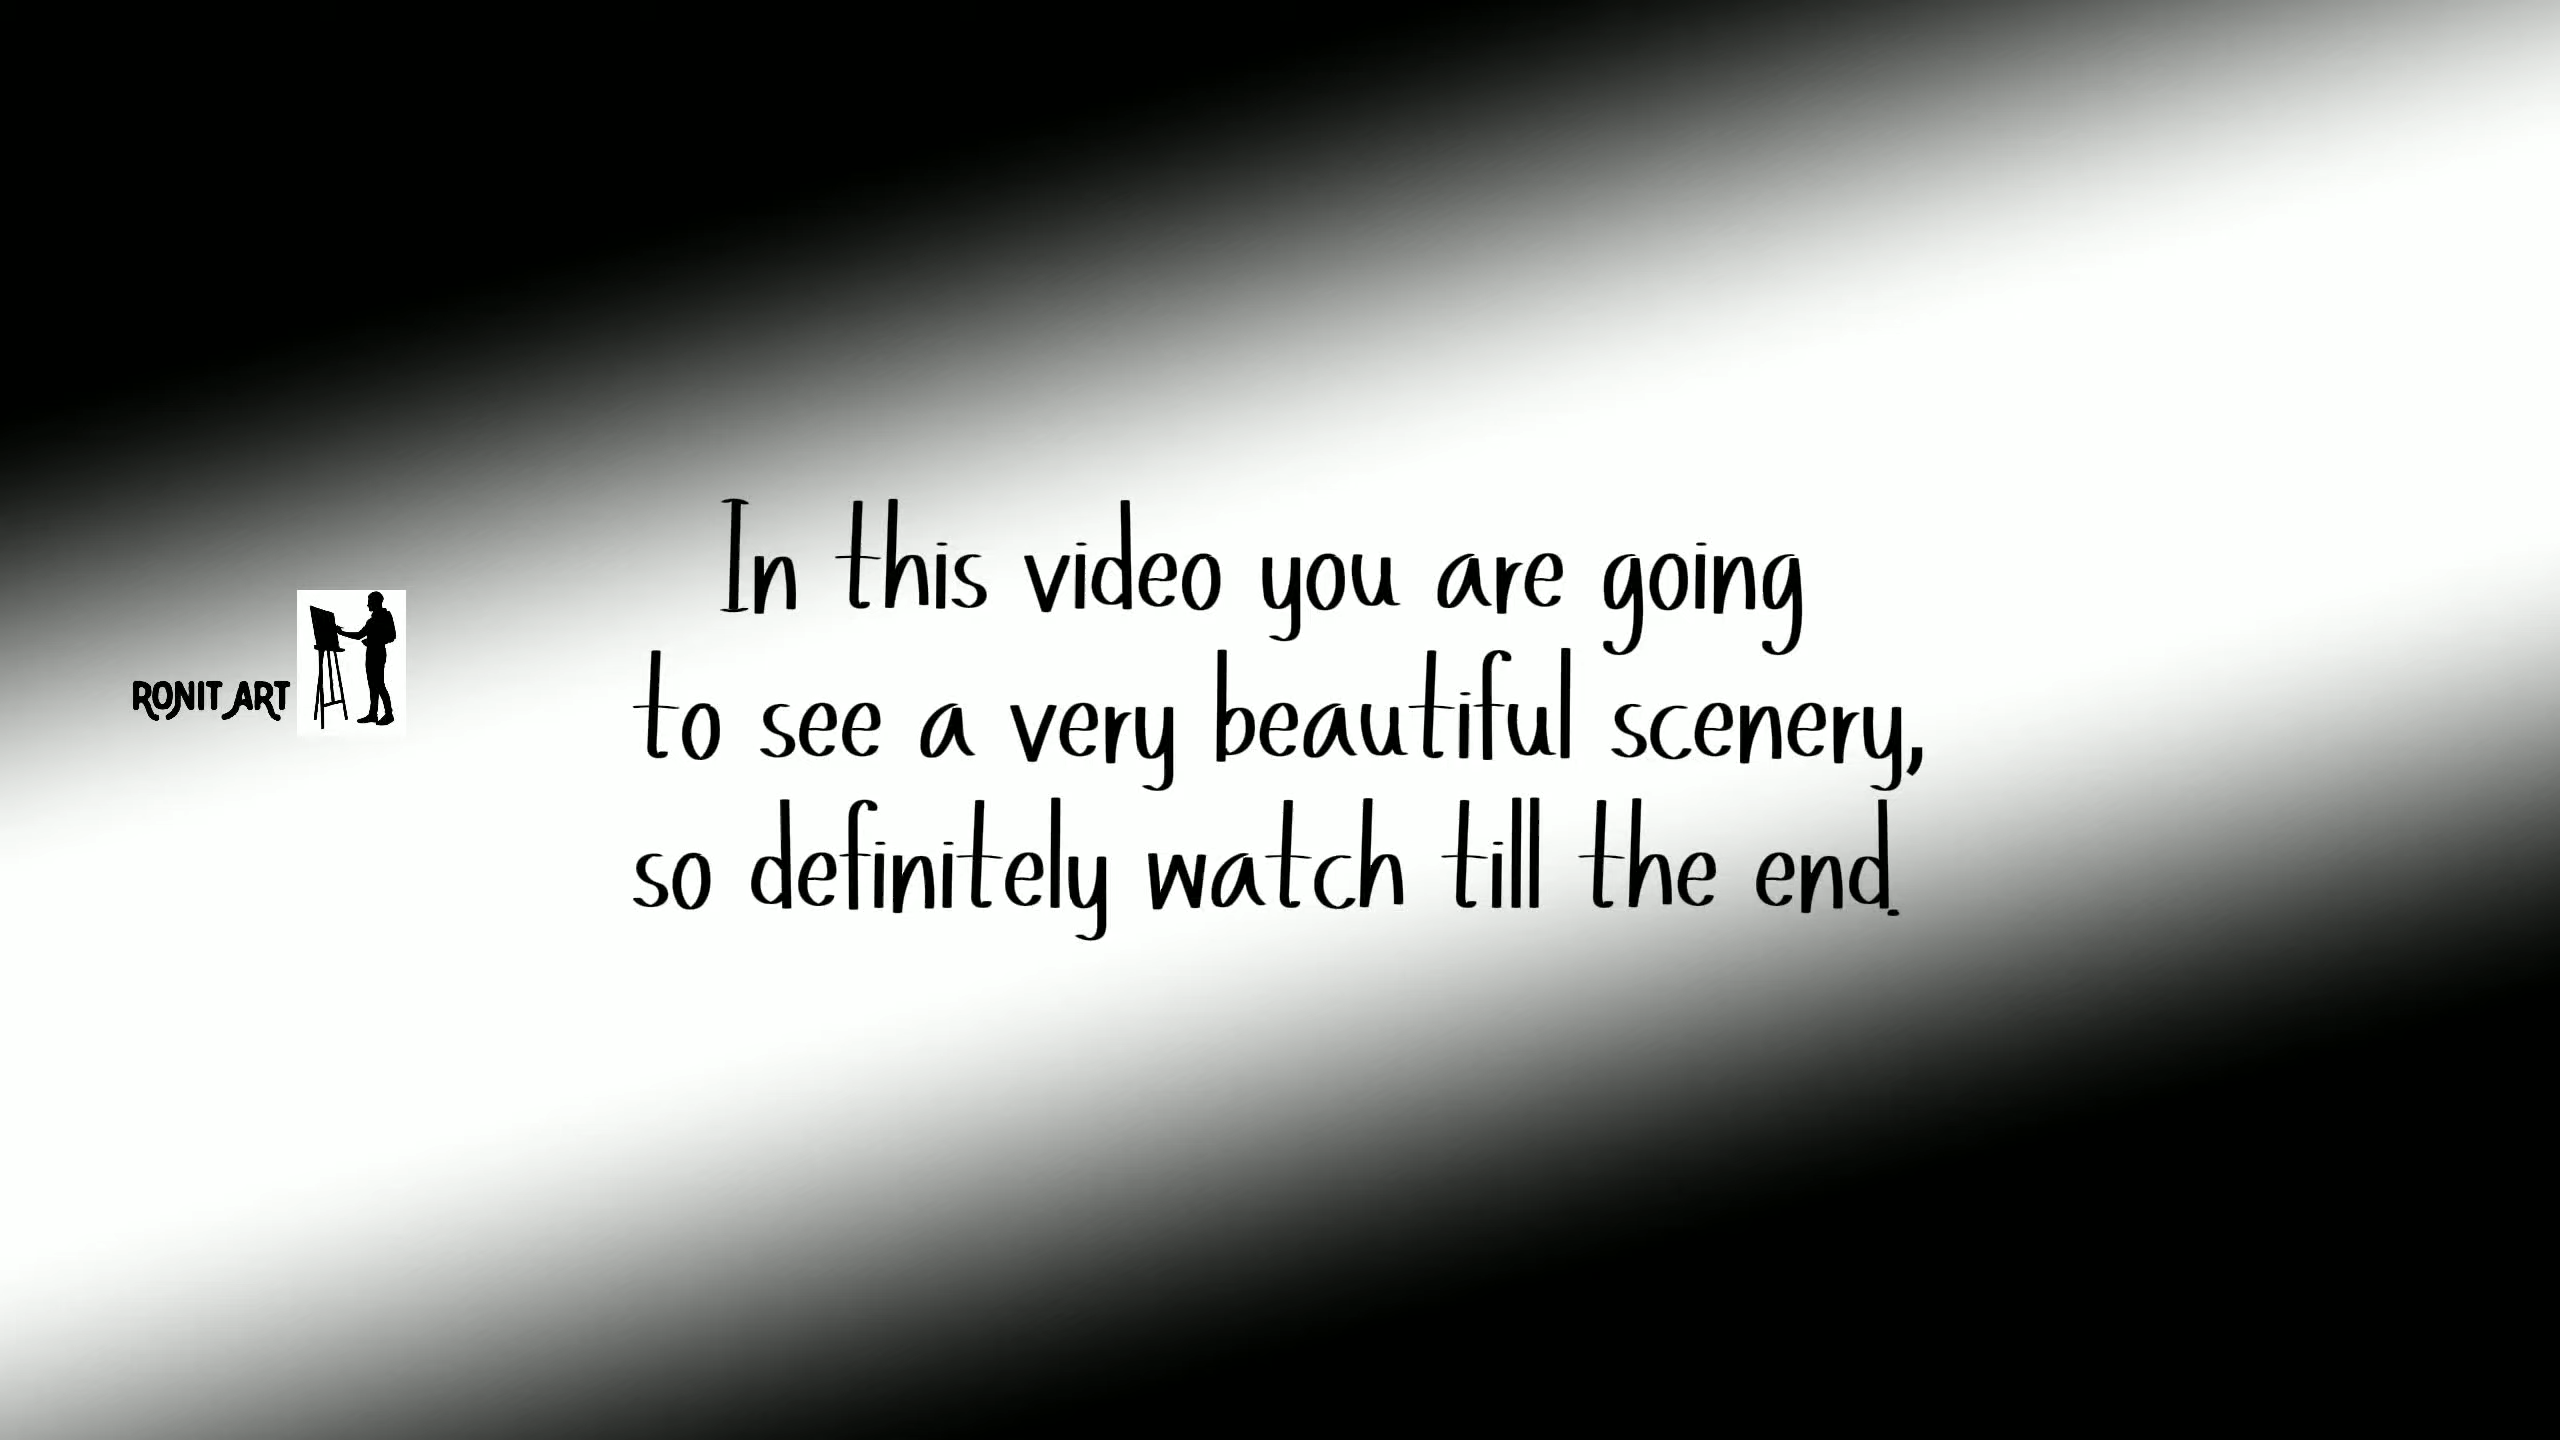 In this video you are going
to see a very beautiful scenery,
so definitely watch till the end.
RONIT ART